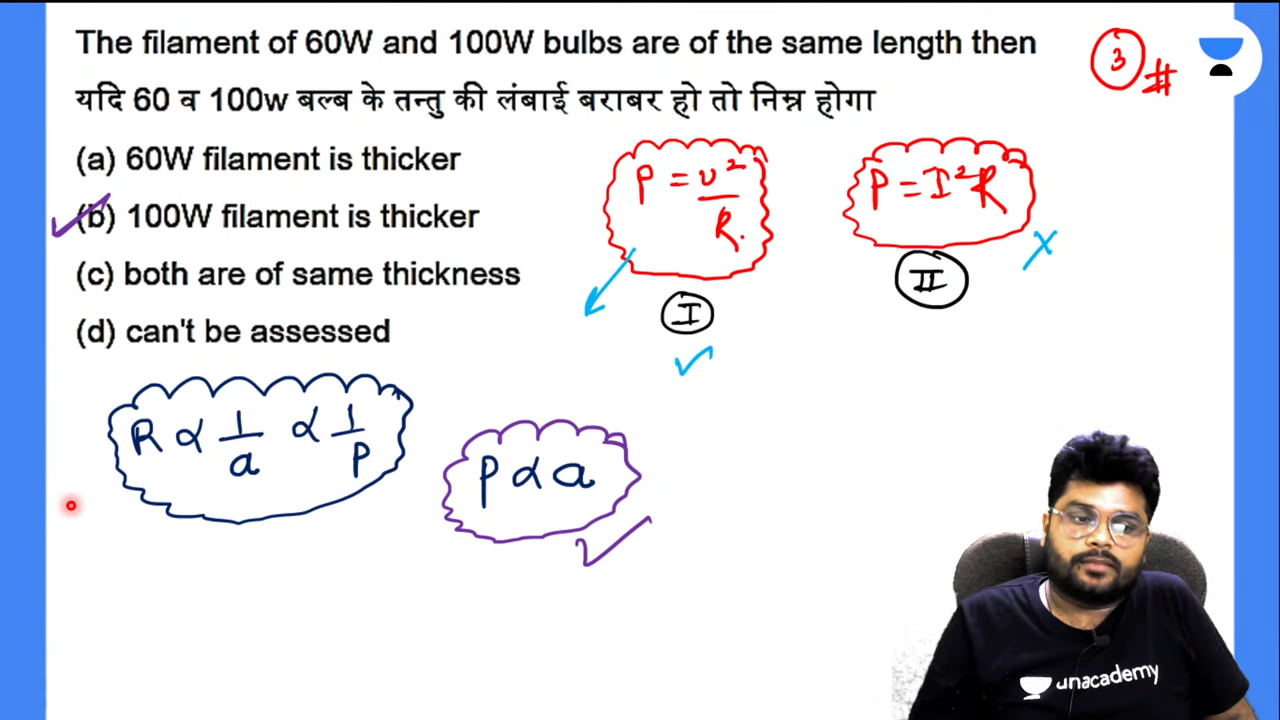 The filament of 60W and 100W bulbs are of the same length then
यदि 60 व 100w बल्ब के तन्तु की लंबाई बराबर हो तो निम्न होगा
(a) 60W filament is thicker
(b) 100W filament is thicker
(c) both are of same thickness
(d) can't be assessed
3 #
P = v²/R.
P = I²R
I
II
R ∝ 1/a ∝ 1/P
P ∝ a
unacademy